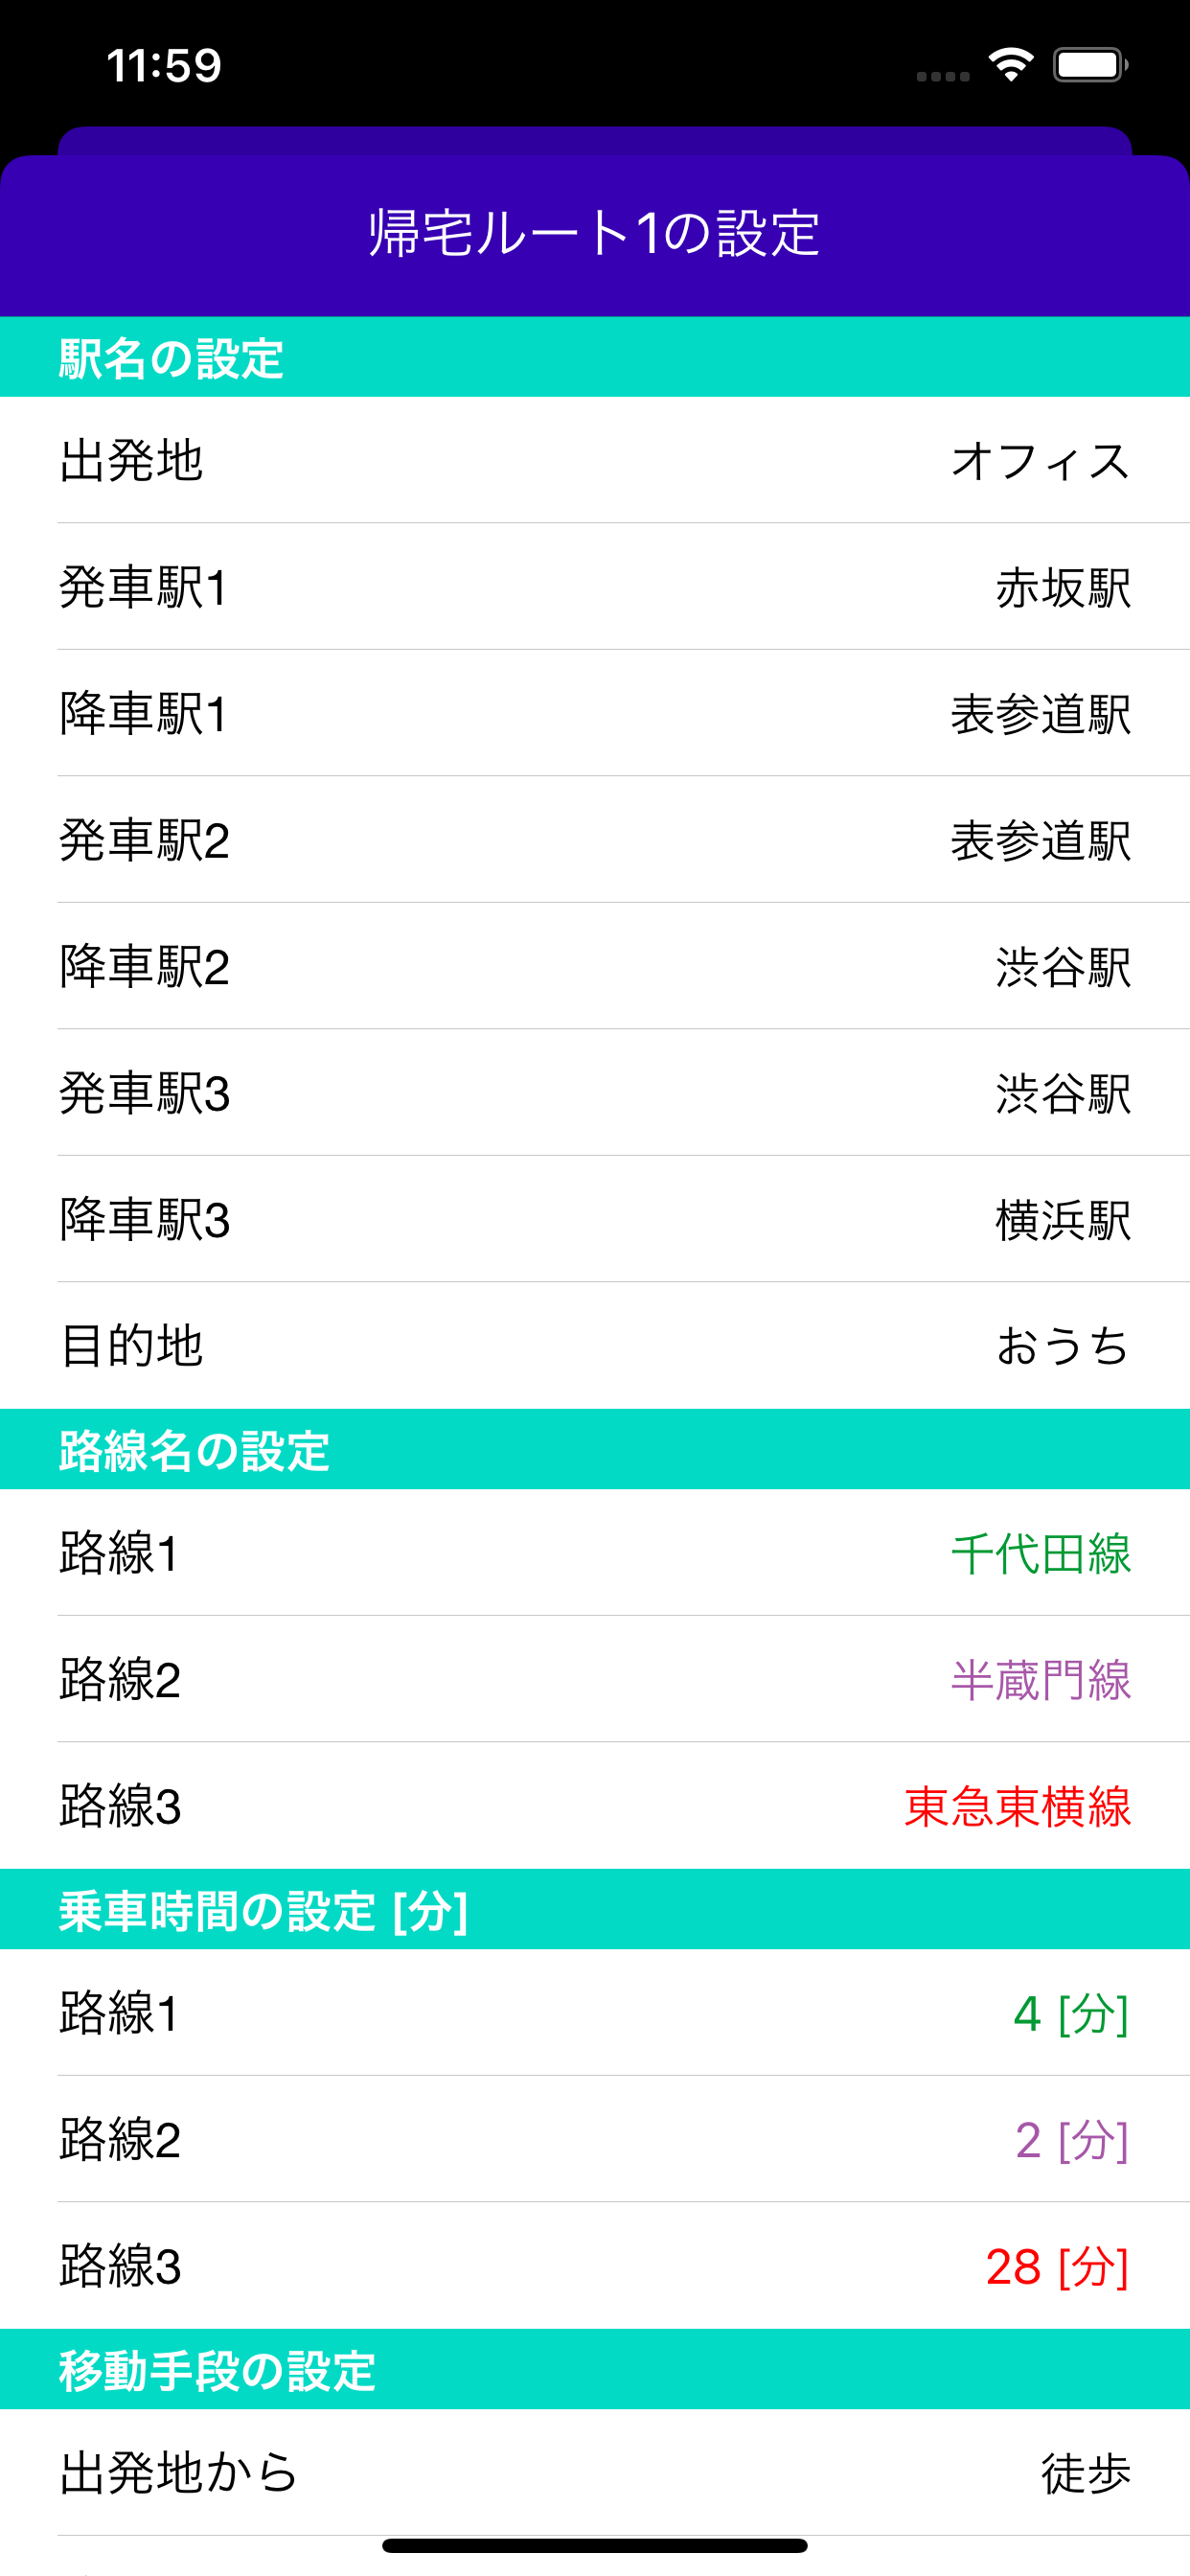 11:59
帰宅ルート1の設定
駅名の設定
出発地 オフィス
発車駅1 赤坂駅
降車駅1 表参道駅
発車駅2 表参道駅
降車駅2 渋谷駅
発車駅3 渋谷駅
降車駅3 横浜駅
目的地 おうち
路線名の設定
路線1 千代田線
路線2 半蔵門線
路線3 東急東横線
乗車時間の設定 [分]
路線1 4 [分]
路線2 2 [分]
路線3 28 [分]
移動手段の設定
出発地から 徒歩